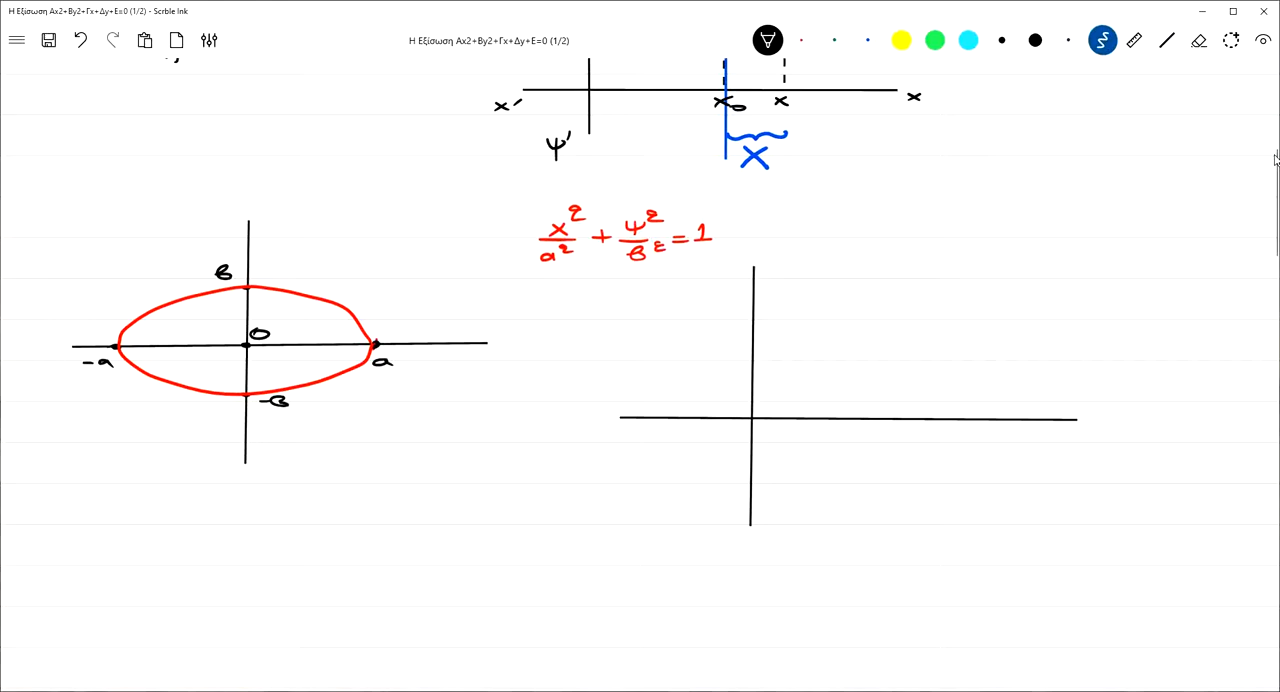 Η Εξίσωση Αx2+Βy2+Γx+Δy+Ε=0 (1/2) - Scrble Ink
Η Εξίσωση Αx2+Βy2+Γx+Δy+Ε=0 (1/2)
x' x₀ x x
ψ' X
x²/α² + ψ²/β² = 1
β
0
-α α
-β